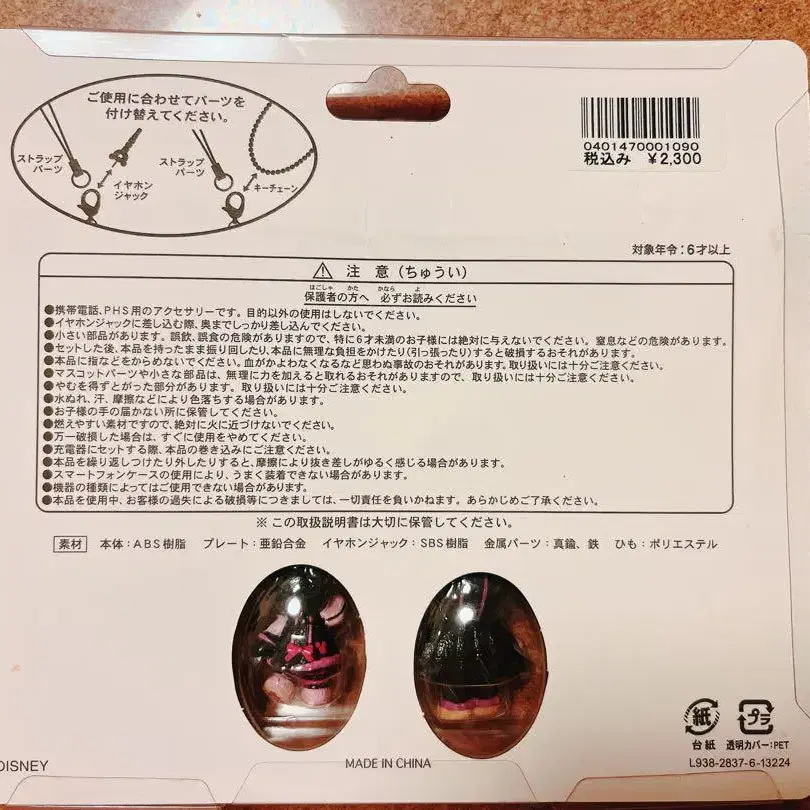 ご使用に合わせてパーツを
付け替えてください。
ストラップ
パーツ
イヤホン
ジャック
ストラップ
パーツ
キーチェーン
0401470001090
税込み ¥2,300
対象年令:6才以上
⚠ 注 意(ちゅうい)
ほごしゃ かた かなら よ
保護者の方へ 必ずお読みください
●携帯電話、PHS用のアクセサリーです。目的以外の使用はしないでください。
●イヤホンジャックに差し込む際、奥までしっかり差し込んでください。
●小さい部品があります。誤飲、誤食の危険がありますので、特に6才未満のお子様には絶対に与えないでください。窒息などの危険があります。
●セットした後、本品を持ったまま振り回したり、本品に無理な負担をかけたり(引っ張ったり)すると破損するおそれがあります。
●本品に指などをからめないでください。血がかよわなくなるなど思わぬ事故のおそれがあります。取り扱いには十分ご注意ください。
●マスコットパーツや小さな部品は、無理に力を加えると取れるおそれがありますので、取り扱いには十分ご注意ください。
●やむを得ずとがった部分があります。取り扱いには十分ご注意ください。
●水ぬれ、汗、摩擦などにより色落ちする場合があります。
●お子様の手の届かない所に保管してください。
●燃えやすい素材ですので、絶対に火に近づけないでください。
●万一破損した場合は、すぐに使用をやめてください。
●充電器にセットする際、本品の巻き込みにご注意ください。
●本品を繰り返しつけたり外したりすると、摩擦により抜き差しがゆるく感じる場合があります。
●スマートフォンケースの使用により、うまく装着できない場合があります。
●機器の種類によってはご使用できない場合があります。
●本品を使用中、お客様の過失による破損等につきましては、一切責任を負いかねます。あらかじめご了承ください。
※ この取扱説明書は大切に保管してください。
素材 本体:ABS樹脂 プレート:亜鉛合金 イヤホンジャック:SBS樹脂 金属パーツ:真鍮、鉄 ひも:ポリエステル
紙
プラ
台紙 透明カバー:PET
DISNEY
MADE IN CHINA
L938-2837-6-13224